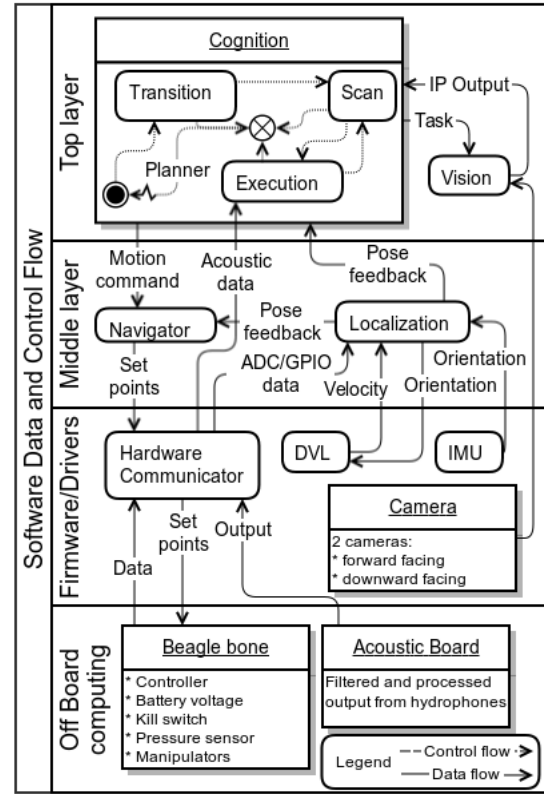 Software Data and Control Flow
Top layer
Cognition
Transition
Scan
Planner
Execution
IP Output
Task
Vision
Middle layer
Motion
command
Acoustic
data
Pose
feedback
Navigator
Pose
feedback
Localization
Set
points
ADC/GPIO
data
Velocity
Orientation
Orientation
Firmware/Drivers
Hardware
Communicator
DVL
IMU
Data
Set
points
Output
Camera
2 cameras:
* forward facing
* downward facing
Off Board
computing
Beagle bone
* Controller
* Battery voltage
* Kill switch
* Pressure sensor
* Manipulators
Acoustic Board
Filtered and processed
output from hydrophones
Legend
Control flow
Data flow